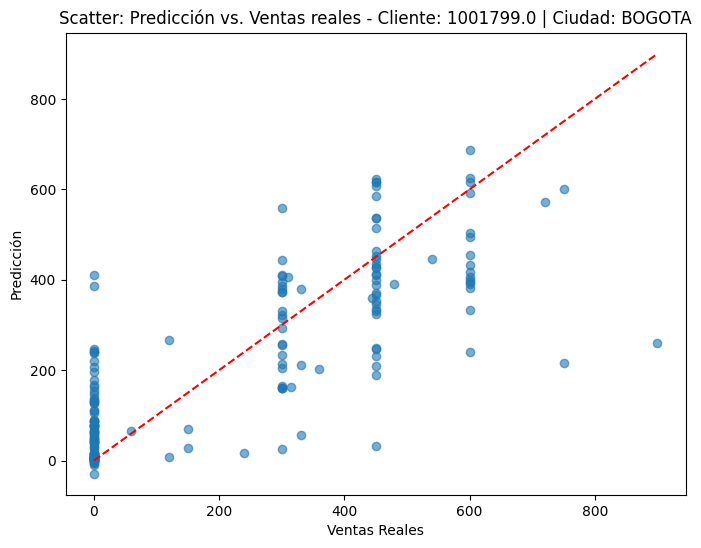 Scatter: Predicción vs. Ventas reales - Cliente: 1001799.0 | Ciudad: BOGOTA
800
600
400
200
0
Predicción
0 200 400 600 800
Ventas Reales